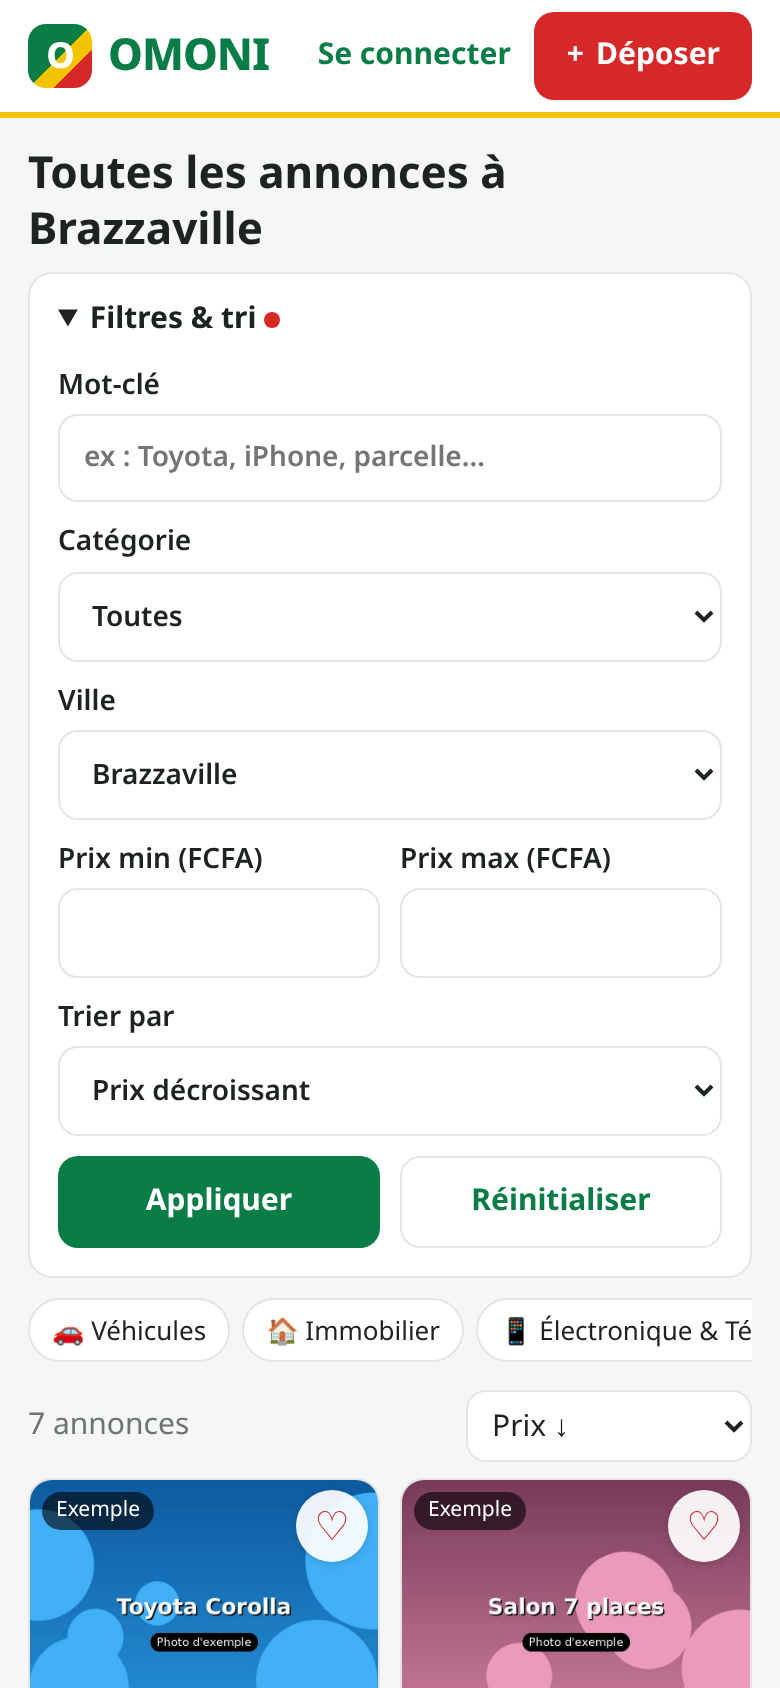 O OMONI Se connecter + Déposer
Toutes les annonces à
Brazzaville
▼ Filtres & tri
Mot-clé
ex : Toyota, iPhone, parcelle...
Catégorie
Toutes
Ville
Brazzaville
Prix min (FCFA) Prix max (FCFA)
Trier par
Prix décroissant
Appliquer Réinitialiser
🚗 Véhicules 🏠 Immobilier 📱 Électronique & Té
7 annonces Prix ↓
Exemple ♡ Exemple ♡
Toyota Corolla Salon 7 places
Photo d'exemple Photo d'exemple